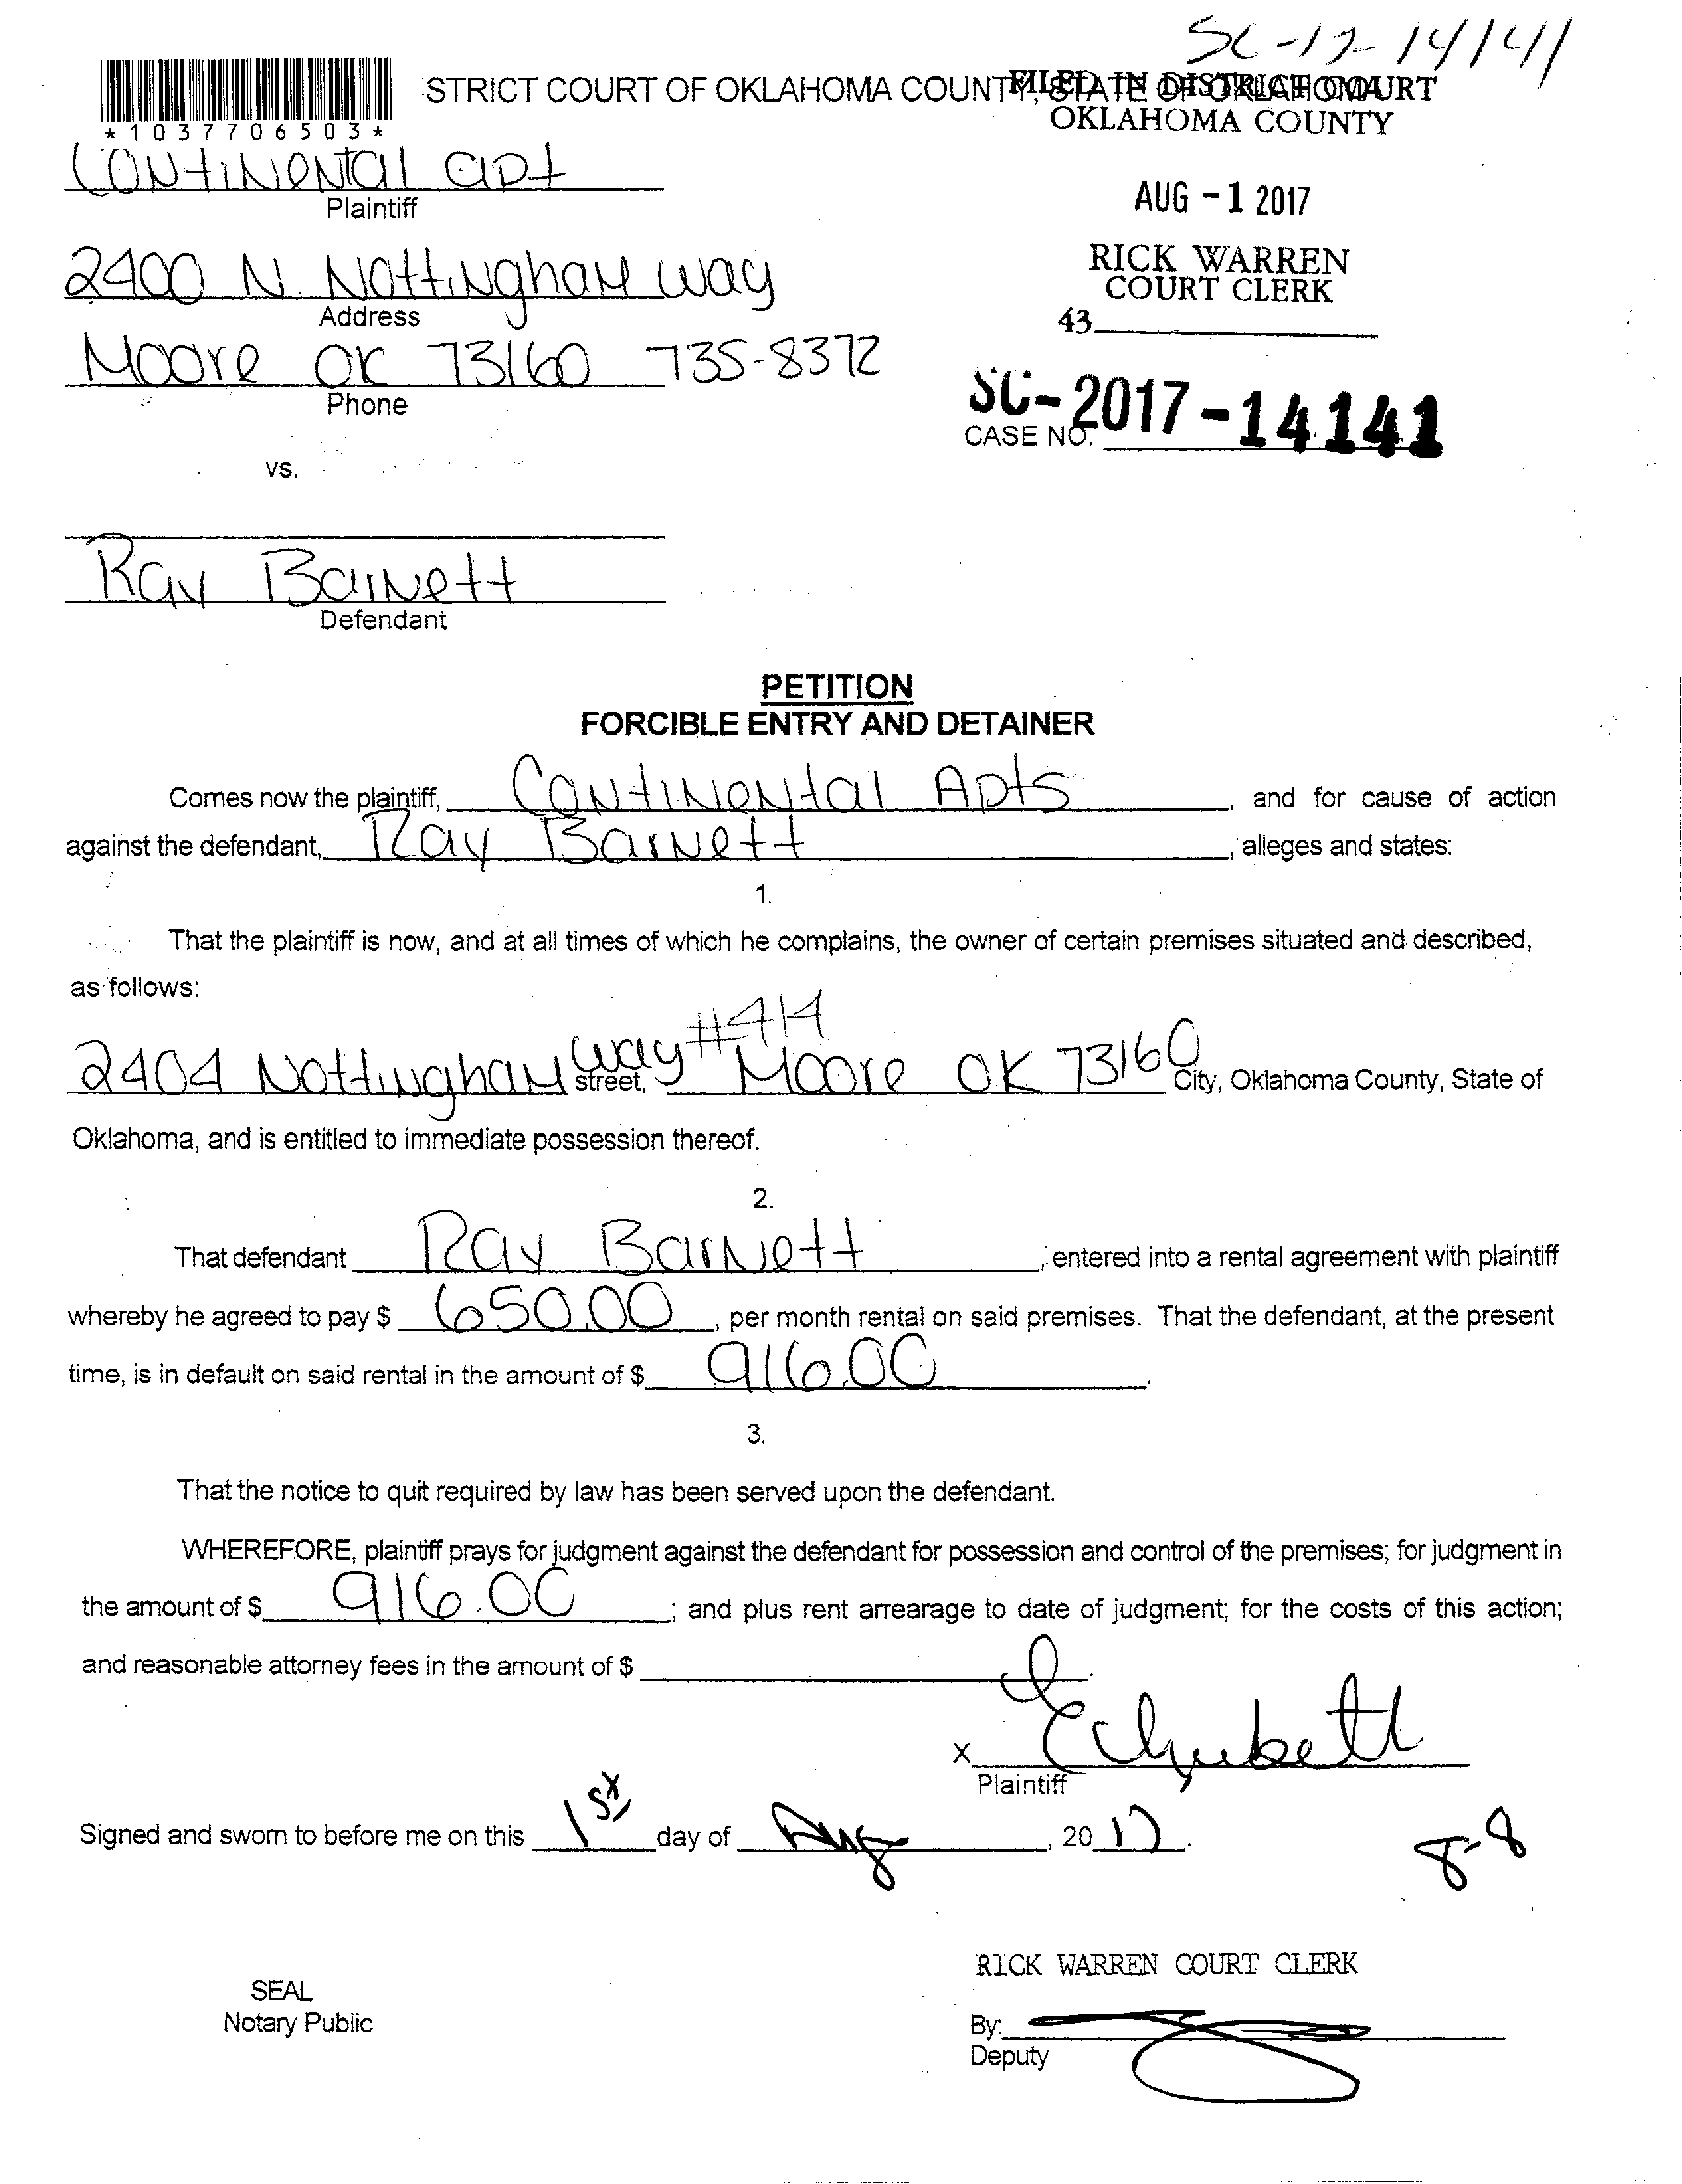 SC-17-14141
STRICT COURT OF OKLAHOMA COUNTY, STATE OF OKLAHOMA
FILED IN DISTRICT COURT
OKLAHOMA COUNTY
*1037706503*
Continental apt
Plaintiff
AUG -1 2017
2400 N. Nottingham Way
Address
RICK WARREN
COURT CLERK
43
Moore OK 73160 735-8372
Phone
SC-2017-14141
CASE NO.
vs.
Ray Barnett
Defendant
PETITION
FORCIBLE ENTRY AND DETAINER
Comes now the plaintiff, Continental Apts, and for cause of action
against the defendant, Ray Barnett, alleges and states:
1.
That the plaintiff is now, and at all times of which he complains, the owner of certain premises situated and described,
as follows:
2404 Nottingham Way #414 street, Moore OK 73160 City, Oklahoma County, State of
Oklahoma, and is entitled to immediate possession thereof.
2.
That defendant Ray Barnett, entered into a rental agreement with plaintiff
whereby he agreed to pay $ 650.00, per month rental on said premises. That the defendant, at the present
time, is in default on said rental in the amount of $ 916.00.
3.
That the notice to quit required by law has been served upon the defendant.
WHEREFORE, plaintiff prays for judgment against the defendant for possession and control of the premises; for judgment in
the amount of $ 916.00; and plus rent arrearage to date of judgment; for the costs of this action;
and reasonable attorney fees in the amount of $
X
Plaintiff
Signed and sworn to before me on this 1st day of Aug, 2017.
8-8
RICK WARREN COURT CLERK
SEAL
Notary Public
By:
Deputy